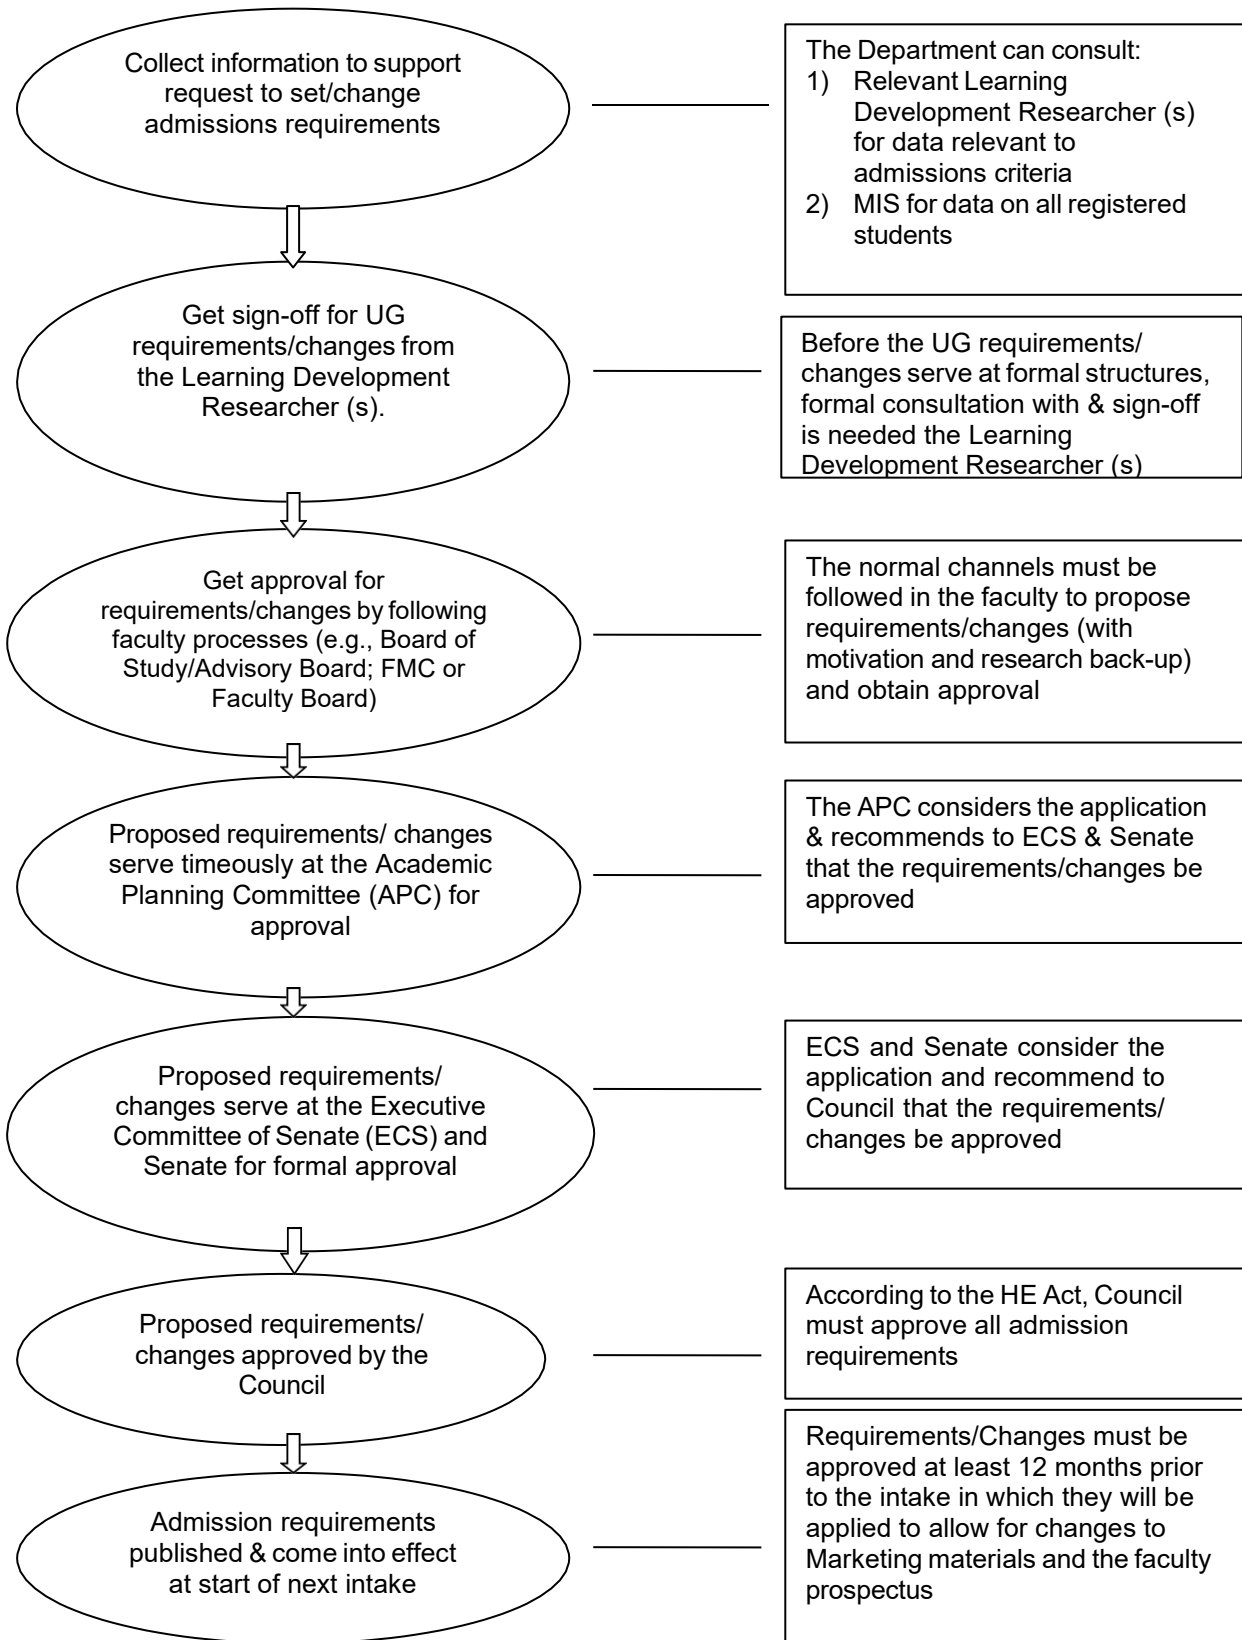 Collect information to support
request to set/change
admissions requirements
The Department can consult:
1) Relevant Learning
Development Researcher (s)
for data relevant to
admissions criteria
2) MIS for data on all registered
students
Get sign-off for UG
requirements/changes from
the Learning Development
Researcher (s).
Before the UG requirements/
changes serve at formal structures,
formal consultation with & sign-off
is needed the Learning
Development Researcher (s)
Get approval for
requirements/changes by following
faculty processes (e.g., Board of
Study/Advisory Board; FMC or
Faculty Board)
The normal channels must be
followed in the faculty to propose
requirements/changes (with
motivation and research back-up)
and obtain approval
Proposed requirements/ changes
serve timeously at the Academic
Planning Committee (APC) for
approval
The APC considers the application
& recommends to ECS & Senate
that the requirements/changes be
approved
Proposed requirements/
changes serve at the Executive
Committee of Senate (ECS) and
Senate for formal approval
ECS and Senate consider the
application and recommend to
Council that the requirements/
changes be approved
Proposed requirements/
changes approved by the
Council
According to the HE Act, Council
must approve all admission
requirements
Admission requirements
published & come into effect
at start of next intake
Requirements/Changes must be
approved at least 12 months prior
to the intake in which they will be
applied to allow for changes to
Marketing materials and the faculty
prospectus